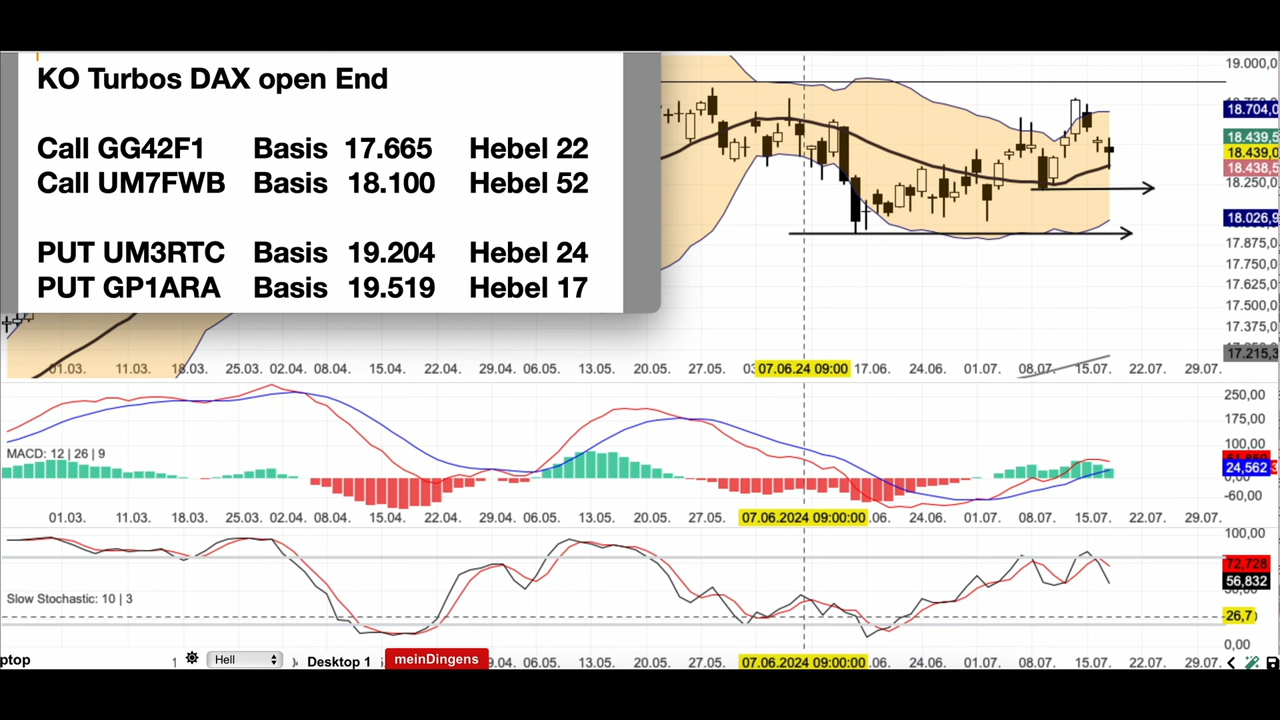 KO Turbos DAX open End
Call GG42F1 Basis 17.665 Hebel 22
Call UM7FWB Basis 18.100 Hebel 52
PUT UM3RTC Basis 19.204 Hebel 24
PUT GP1ARA Basis 19.519 Hebel 17
19.000,0
18.704,0
18.439,5
18.439,0
18.438,5
18.250,0
18.026,9
17.875,0
17.750,0
17.625,0
17.500,0
17.375,0
17.215,3
01.03. 11.03. 18.03. 25.03. 02.04. 08.04. 15.04. 22.04. 29.04. 06.05. 13.05. 20.05. 27.05. 07.06.24 09:00 17.06. 24.06. 01.07. 08.07. 15.07. 22.07. 29.07.
250,00
175,00
100,00
MACD: 12 | 26 | 9
24,562
0,00
-60,00
01.03. 11.03. 18.03. 25.03. 02.04. 08.04. 15.04. 22.04. 29.04. 06.05. 13.05. 20.05. 27.05. 07.06.2024 09:00:00 .06. 24.06. 01.07. 08.07. 15.07. 22.07. 29.07.
100,00
72,728
56,832
Slow Stochastic: 10 | 3
26,7
0,00
ptop Hell Desktop 1 meinDingens 22.04. 29.04. 06.05. 13.05. 20.05. 27.05. 07.06.2024 09:00:00 .06. 24.06. 01.07. 08.07. 15.07. 22.07. 29.07.